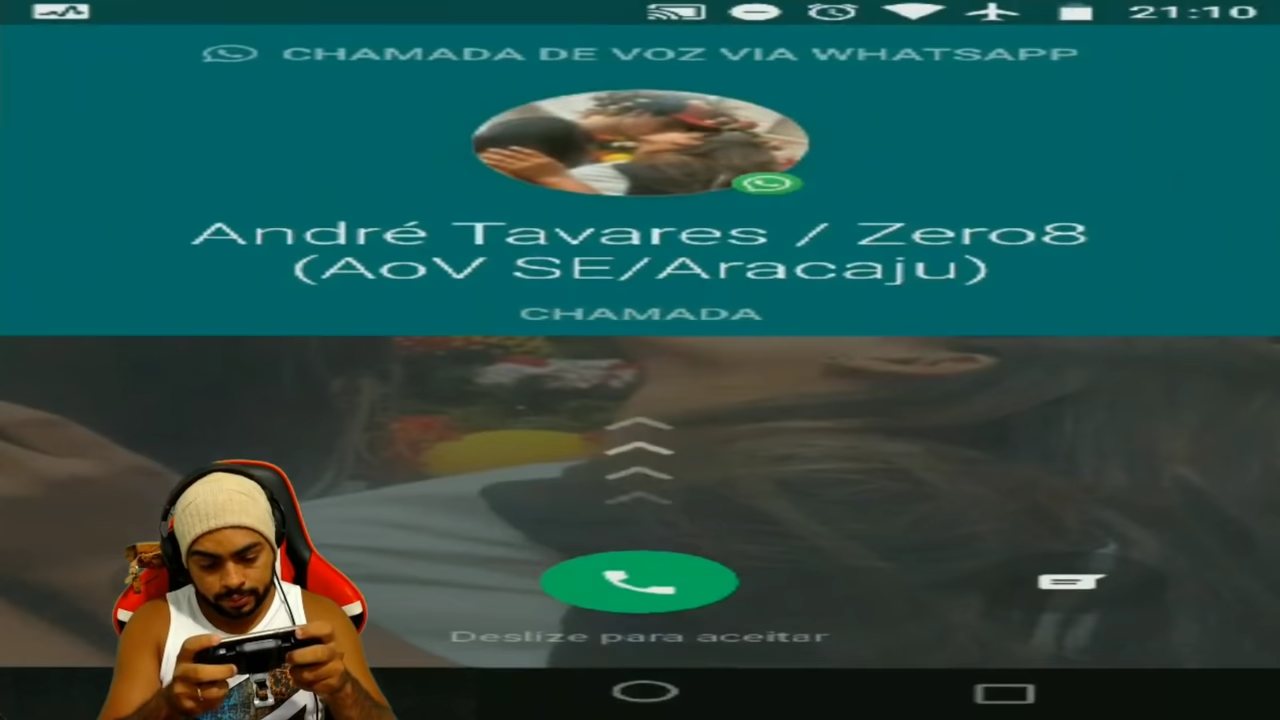 21:10
CHAMADA DE VOZ VIA WHATSAPP
André Tavares / Zero8
(AoV SE/Aracaju)
CHAMADA
Deslize para aceitar